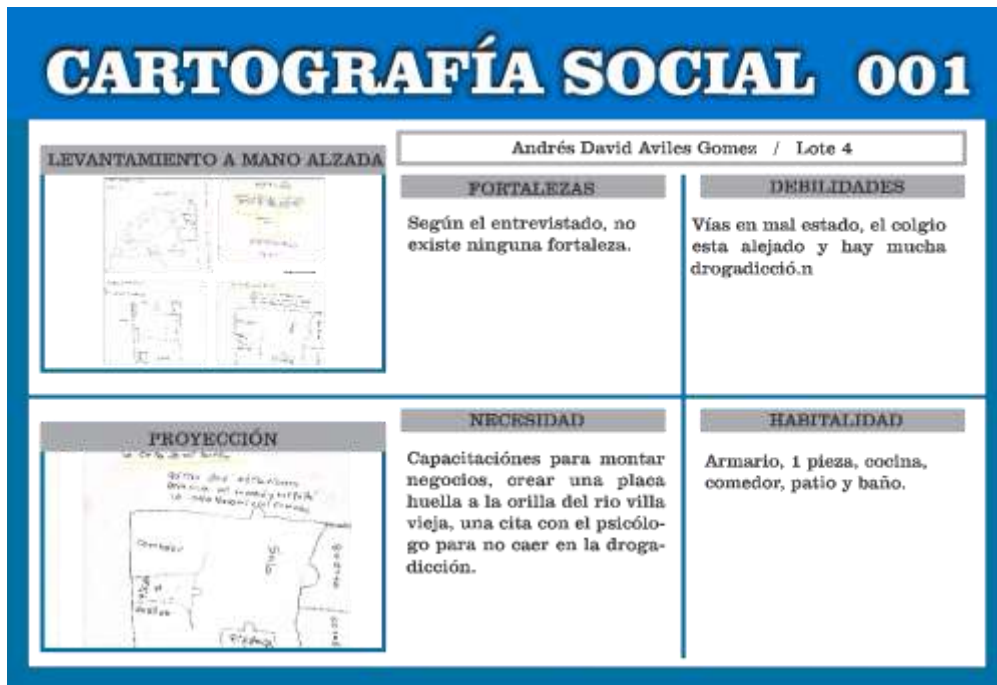 CARTOGRAFÍA SOCIAL 001
LEVANTAMIENTO A MANO ALZADA
Andrés David Aviles Gomez / Lote 4
FORTALEZAS
Según el entrevistado, no
existe ninguna fortaleza.
DEBILIDADES
Vías en mal estado, el colgio
esta alejado y hay mucha
drogadicció.n
PROYECCIÓN
comedor
Sala
NECESIDAD
Capacitaciónes para montar
negocios, crear una placa
huella a la orilla del rio villa
vieja, una cita con el psicólo-
go para no caer en la droga-
dicción.
HABITALIDAD
Armario, 1 pieza, cocina,
comedor, patio y baño.